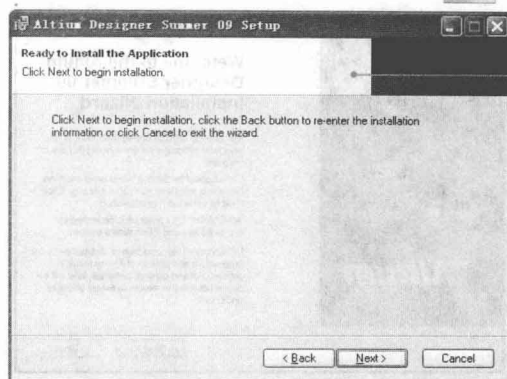 Altium Designer Summer 09 Setup
Ready to Install the Application
Click Next to begin installation.
Click Next to begin installation, click the Back button to re-enter the installation
information or click Cancel to exit the wizard.
< Back
Next >
Cancel